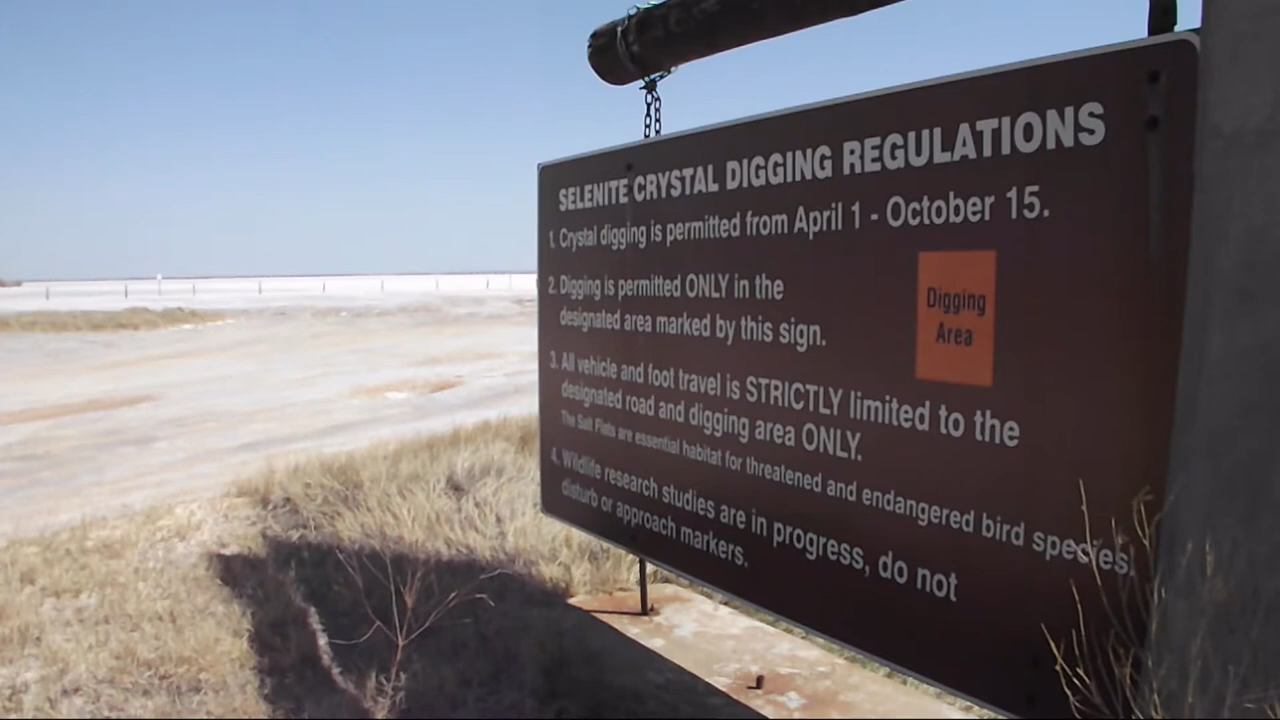 SELENITE CRYSTAL DIGGING REGULATIONS
1. Crystal digging is permitted from April 1 - October 15.
2. Digging is permitted ONLY in the
designated area marked by this sign.
Digging
Area
3. All vehicle and foot travel is STRICTLY limited to the
designated road and digging area ONLY.
The Salt Flats are essential habitat for threatened and endangered bird species.
4. Wildlife research studies are in progress, do not
disturb or approach markers.